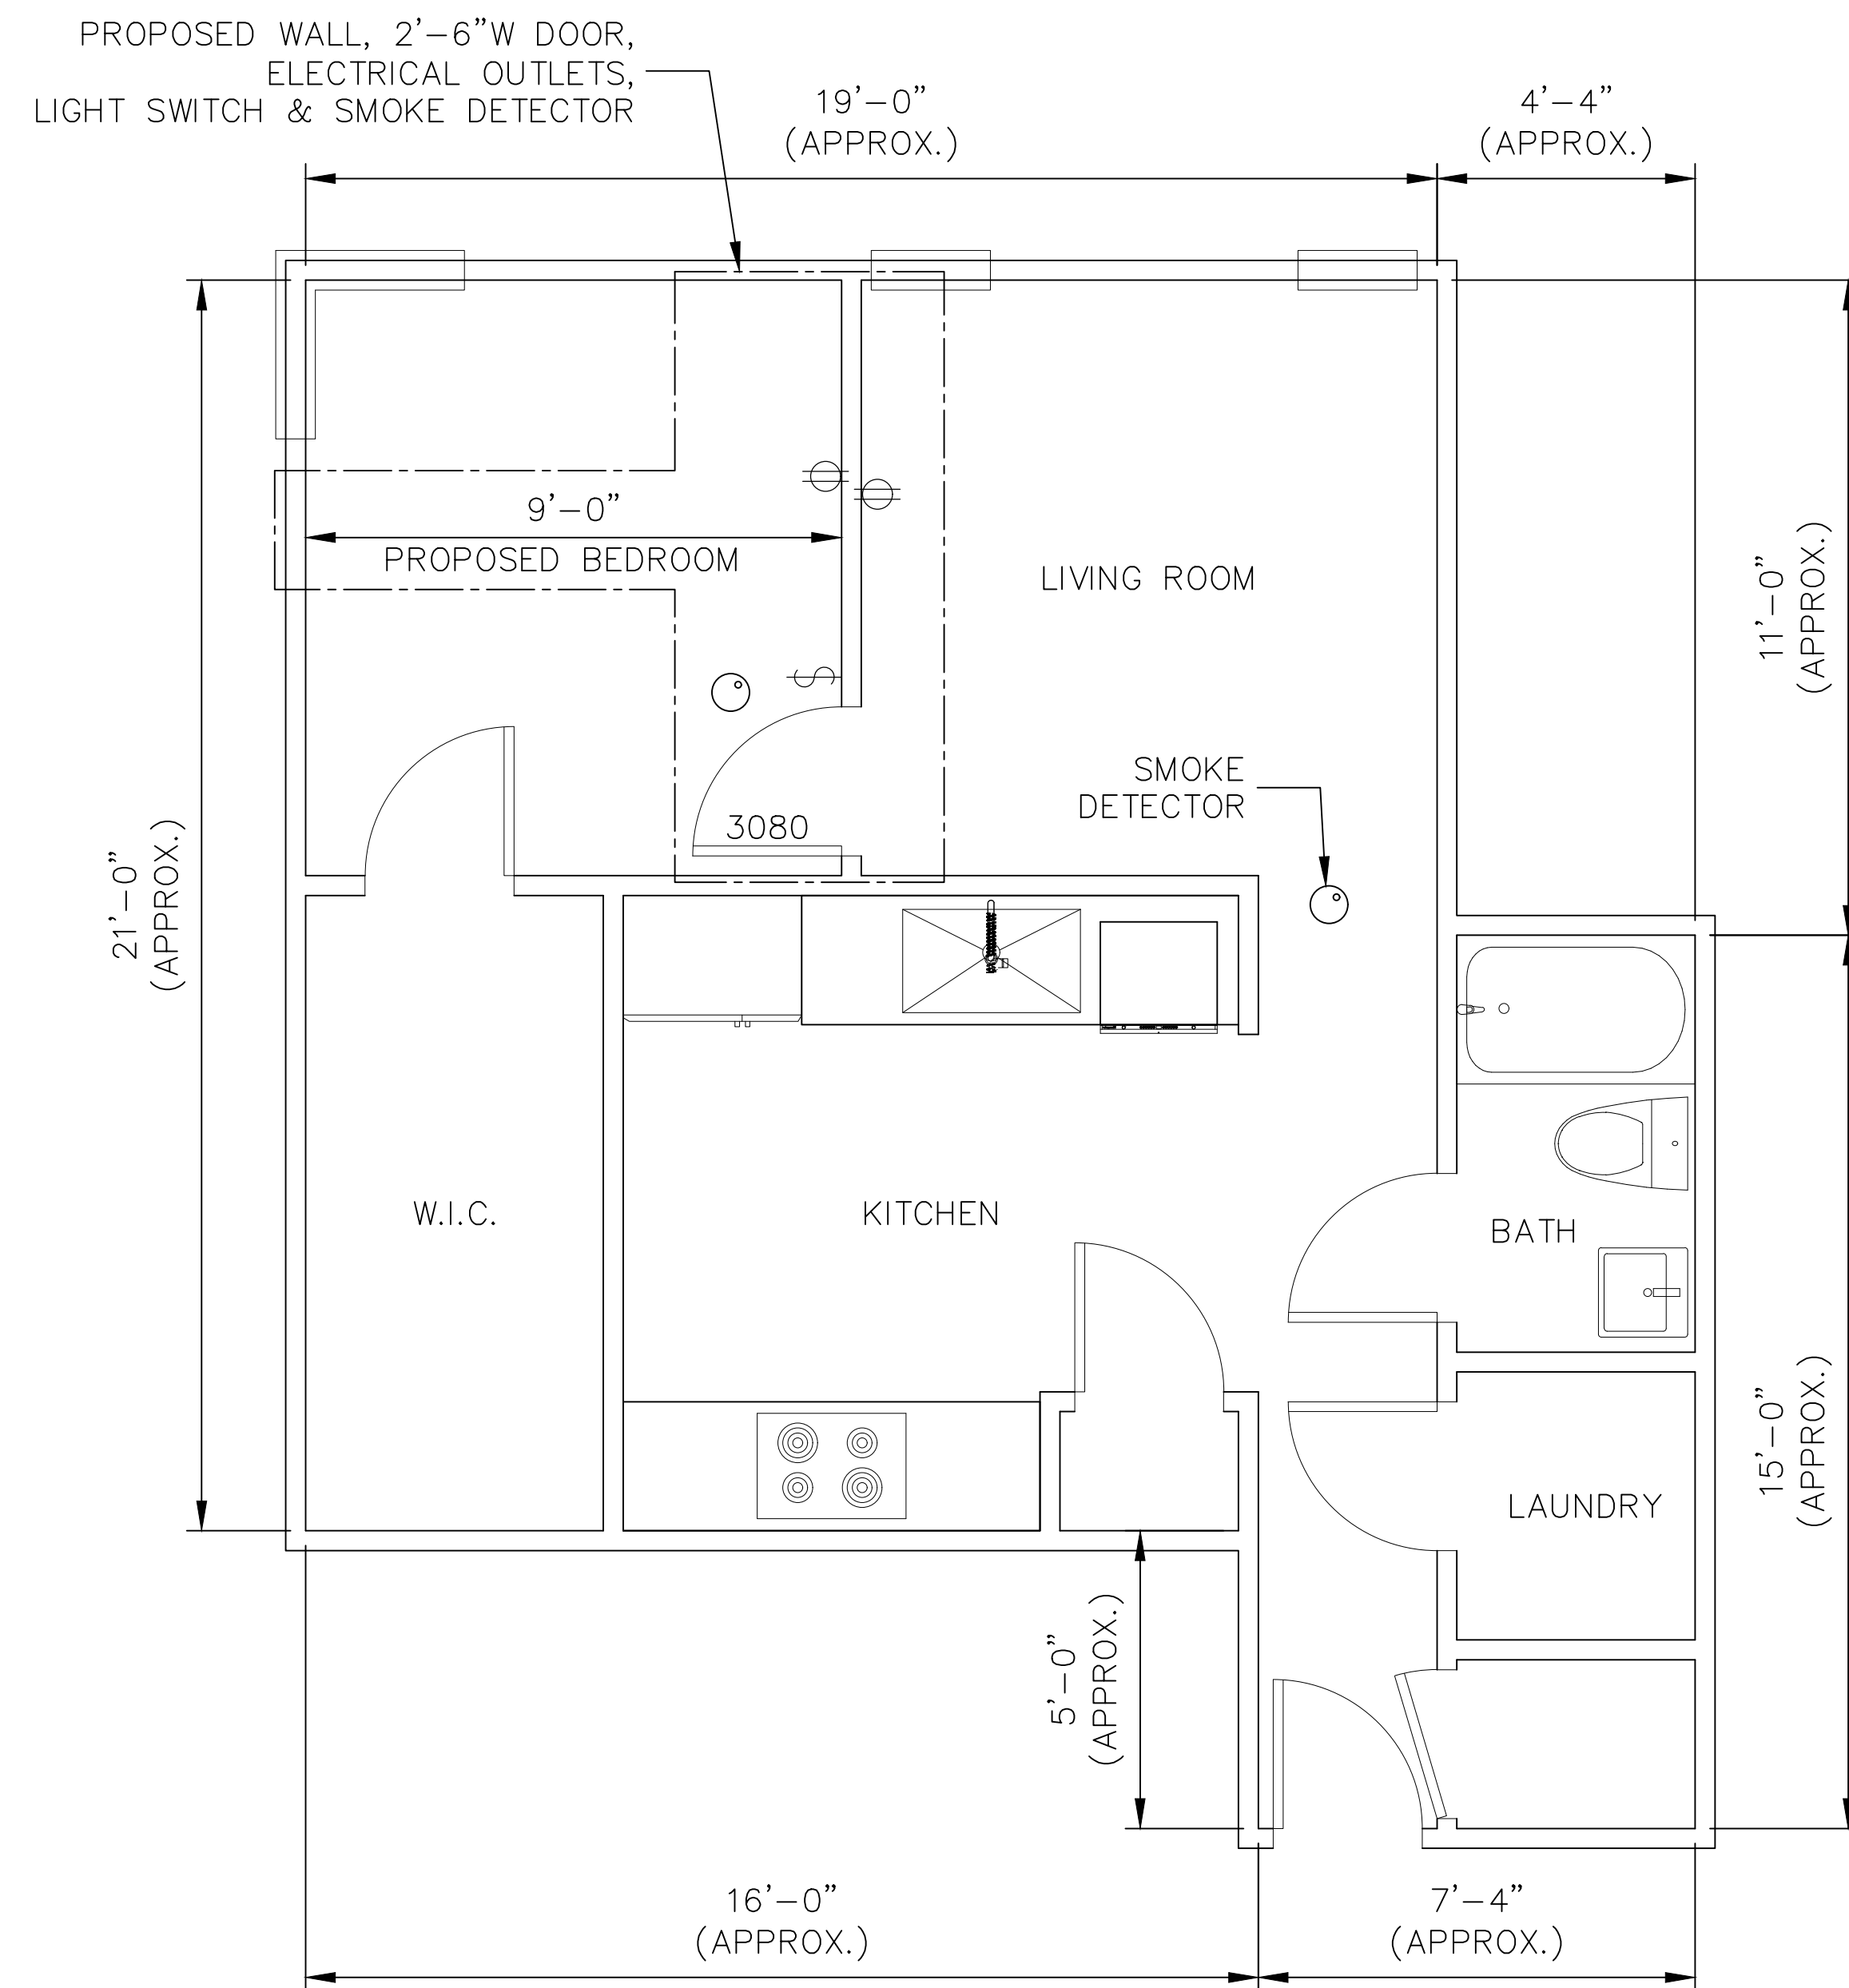 PROPOSED WALL, 2'-6"W DOOR,
ELECTRICAL OUTLETS,
LIGHT SWITCH & SMOKE DETECTOR
19'-0"
(APPROX.)
4'-4"
(APPROX.)
9'-0"
PROPOSED BEDROOM
LIVING ROOM
11'-0"
(APPROX.)
S
SMOKE
DETECTOR
3080
21'-0"
(APPROX.)
W.I.C.
KITCHEN
BATH
15'-0"
(APPROX.)
LAUNDRY
5'-0"
(APPROX.)
16'-0"
(APPROX.)
7'-4"
(APPROX.)